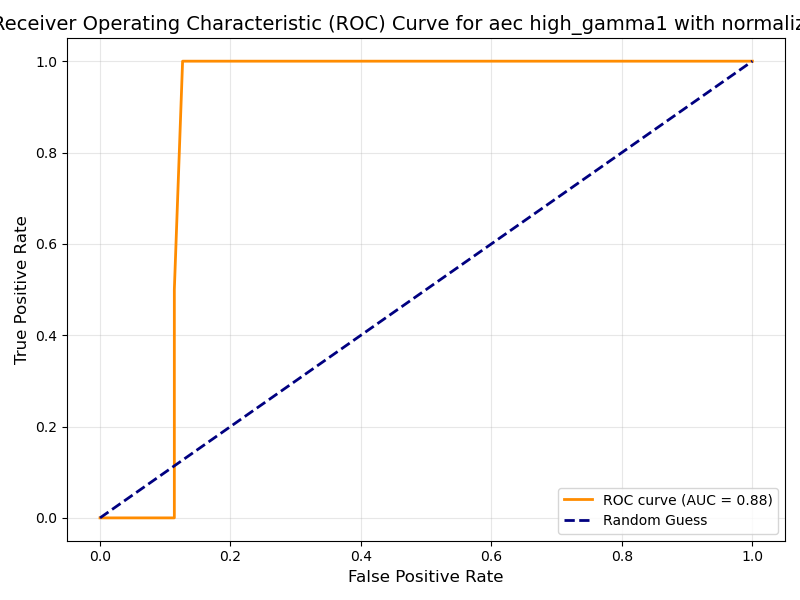 Receiver Operating Characteristic (ROC) Curve for aec high_gamma1 with normaliz
1.0
0.8
0.6
0.4
0.2
0.0
True Positive Rate
0.0 0.2 0.4 0.6 0.8 1.0
False Positive Rate
ROC curve (AUC = 0.88)
Random Guess